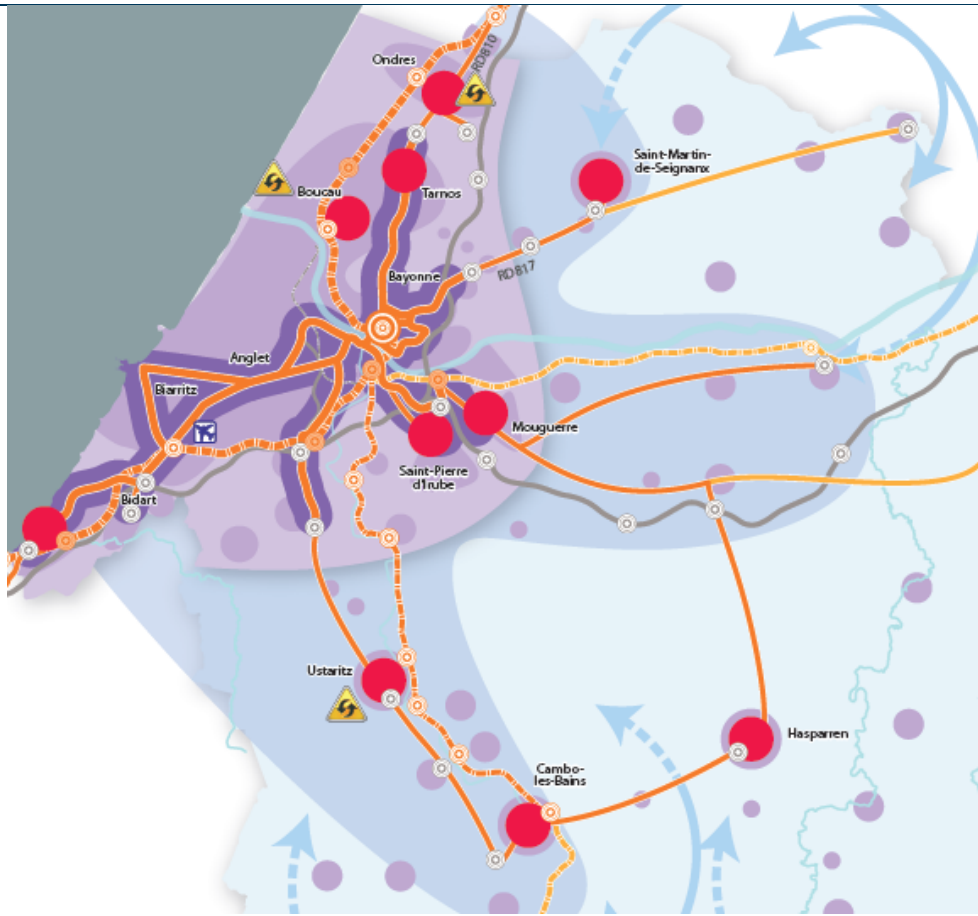 Ondres
RD810
Saint-Martin-
de-Seignanx
Boucau
Tarnos
Bayonne
RD817
Anglet
Biarritz
Mouguerre
Saint-Pierre
d'Irube
Bidart
Ustaritz
Hasparren
Cambo-
les-Bains